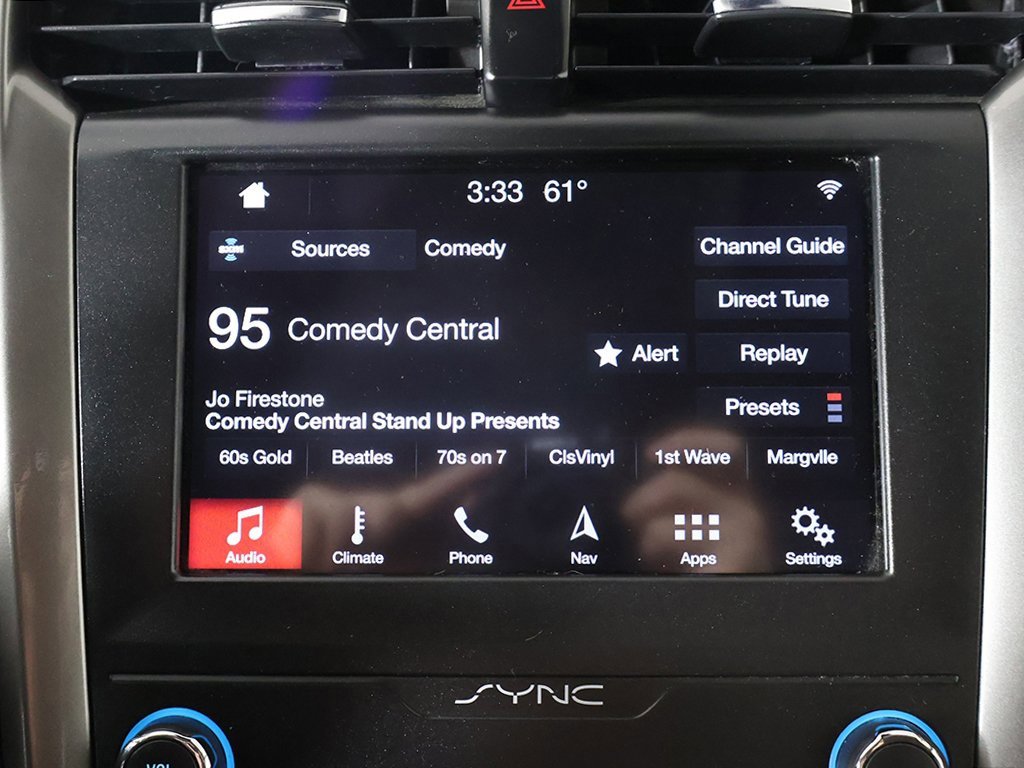 3:33 61°
SXM Sources Comedy Channel Guide
Direct Tune
95 Comedy Central
Alert Replay
Jo Firestone
Presets
Comedy Central Stand Up Presents
60s Gold Beatles 70s on 7 ClsVinyl 1st Wave Margvlle
Audio Climate Phone Nav Apps Settings
SYNC
VOL